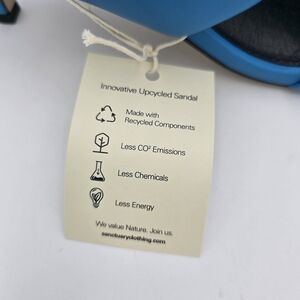 Innovative Upcycled Sandal
Made with
Recycled Components
Less CO² Emissions
Less Chemicals
Less Energy
We value Nature. Join us.
sanctuaryclothing.com